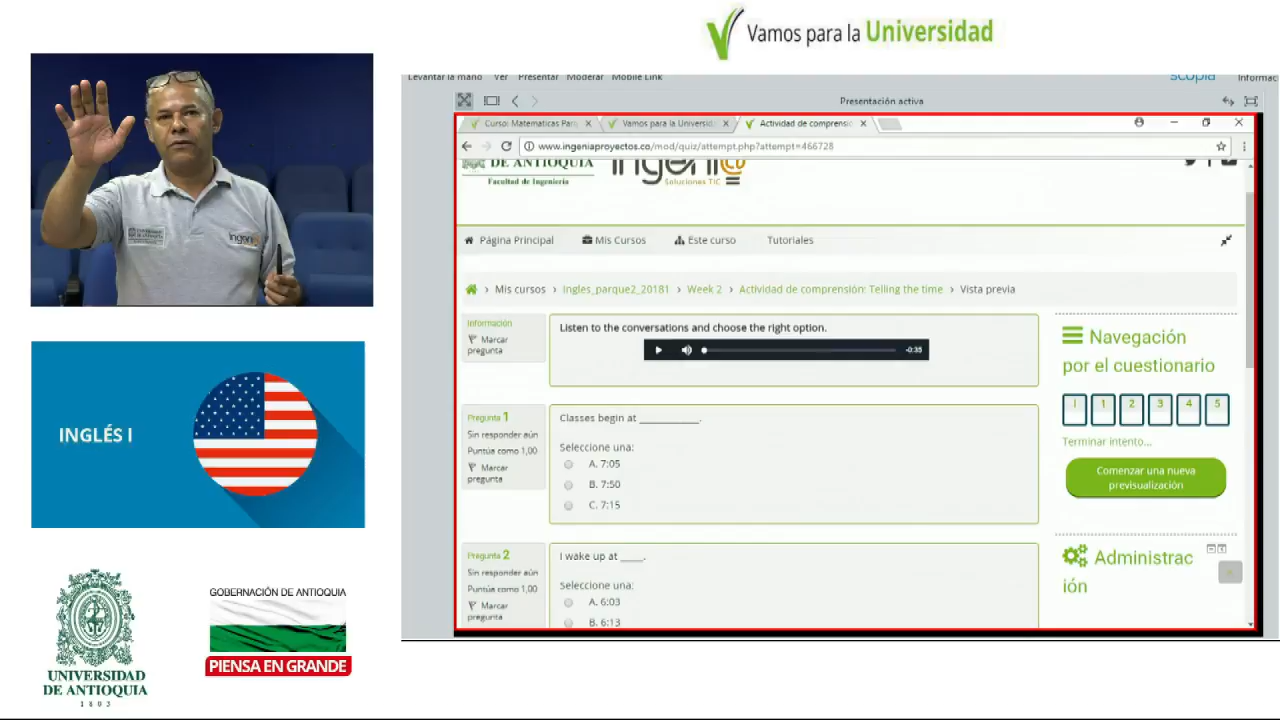 Vamos para la Universidad
Levantar la mano Ver Presentar Moderar Mobile Link
scopia Informac
Presentación activa
Curso: Matematicas Parq
Vamos para la Universid
Actividad de comprensió
www.ingeniaproyectos.co/mod/quiz/attempt.php?attempt=466728
DE ANTIOQUIA
Facultad de Ingeniería
ingeni@
Soluciones TIC
Página Principal
Mis Cursos
Este curso
Tutoriales
Mis cursos › Ingles_parque2_20181 › Week 2 › Actividad de comprensión: Telling the time › Vista previa
Información
Marcar
pregunta
Listen to the conversations and choose the right option.
-0:35
Pregunta 1
Sin responder aún
Puntúa como 1,00
Marcar
pregunta
Classes begin at ___________.
Seleccione una:
A. 7:05
B. 7:50
C. 7:15
Pregunta 2
Sin responder aún
Puntúa como 1,00
Marcar
pregunta
I wake up at ____.
Seleccione una:
A. 6:03
B. 6:13
Navegación
por el cuestionario
I 1 2 3 4 5
Terminar intento...
Comenzar una nueva
previsualización
Administrac
ión
INGLÉS I
UNIVERSIDAD
DE ANTIOQUIA
1803
GOBERNACIÓN DE ANTIOQUIA
PIENSA EN GRANDE